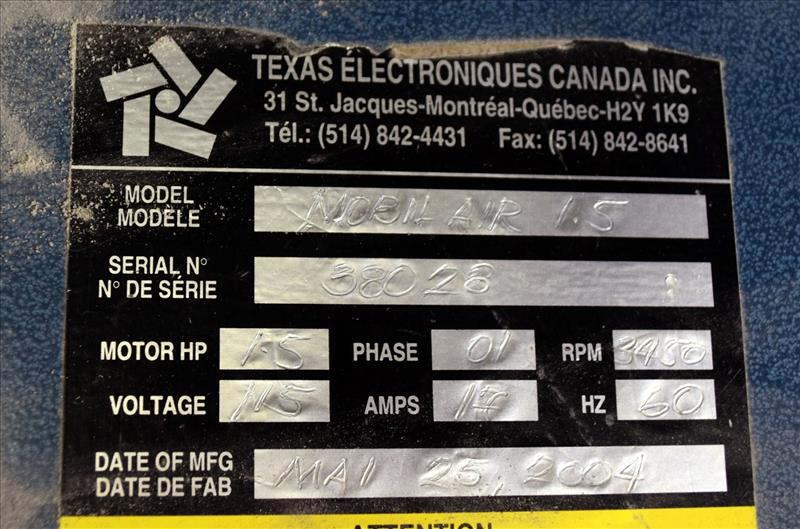 TEXAS ÉLECTRONIQUES CANADA INC.
31 St. Jacques-Montréal-Québec-H2Y 1K9
Tél.: (514) 842-4431 Fax: (514) 842-8641
MODEL
MODÈLE
MOBIL AIR 1.5
SERIAL N°
N° DE SÉRIE
38028
MOTOR HP 1.5 PHASE 01 RPM 3450
VOLTAGE 115 AMPS 17 HZ 60
DATE OF MFG
DATE DE FAB
MAI 25, 2004
ATTENTION